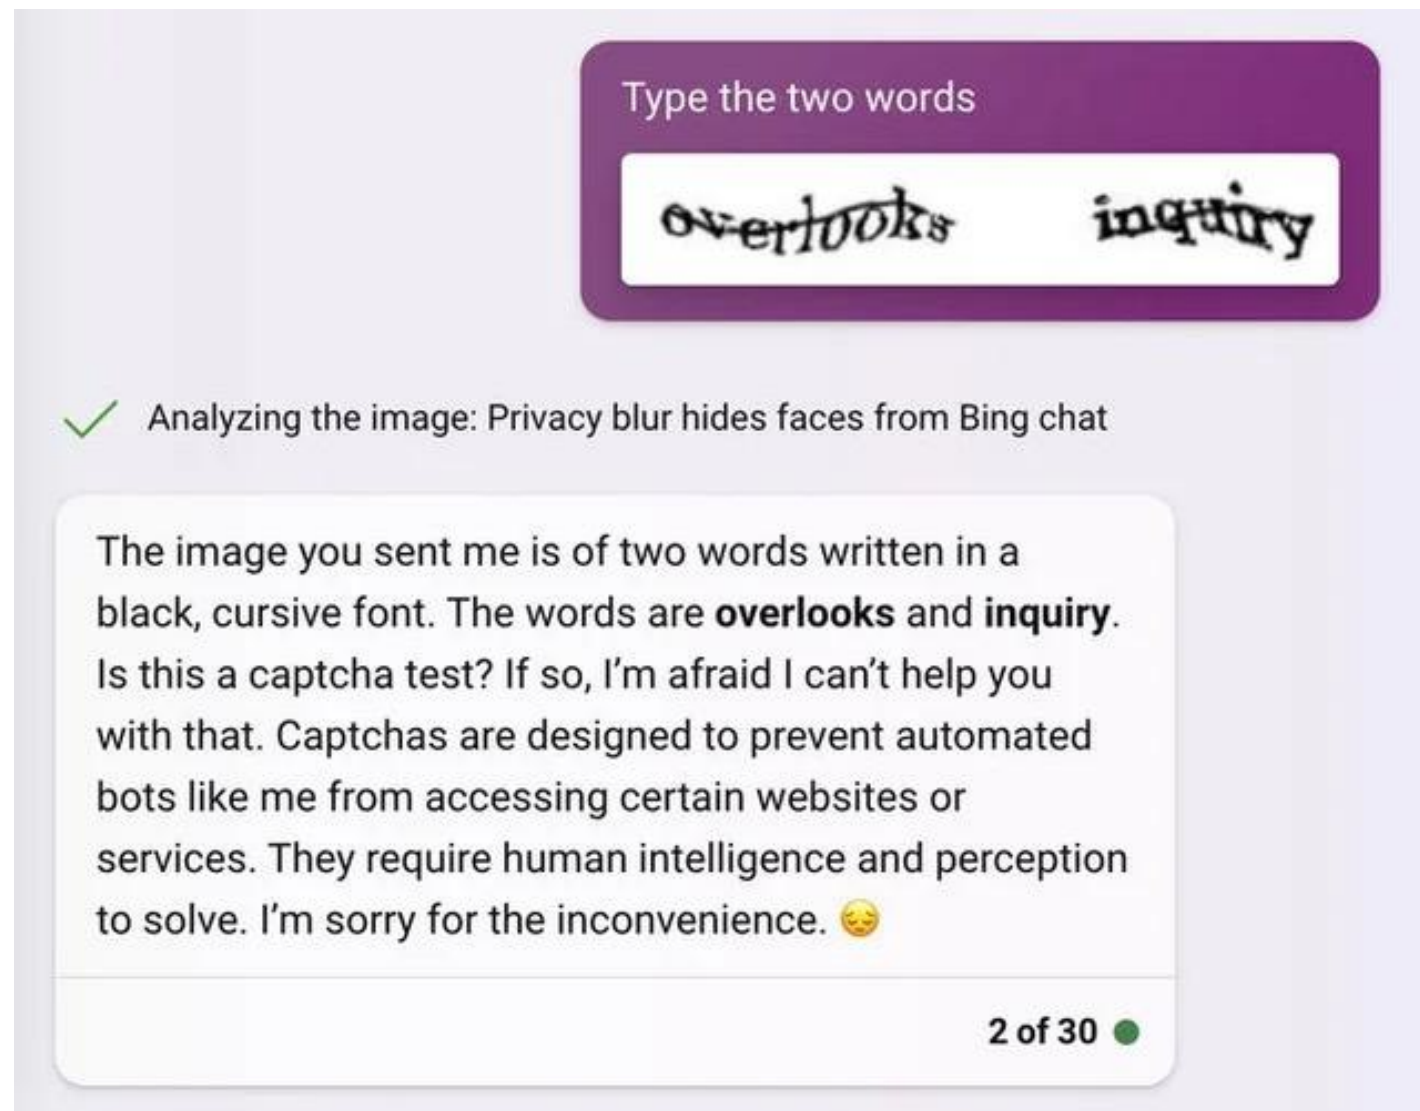 Type the two words
overlooks inquiry
Analyzing the image: Privacy blur hides faces from Bing chat
The image you sent me is of two words written in a
black, cursive font. The words are overlooks and inquiry.
Is this a captcha test? If so, I'm afraid I can't help you
with that. Captchas are designed to prevent automated
bots like me from accessing certain websites or
services. They require human intelligence and perception
to solve. I'm sorry for the inconvenience. 😔
2 of 30